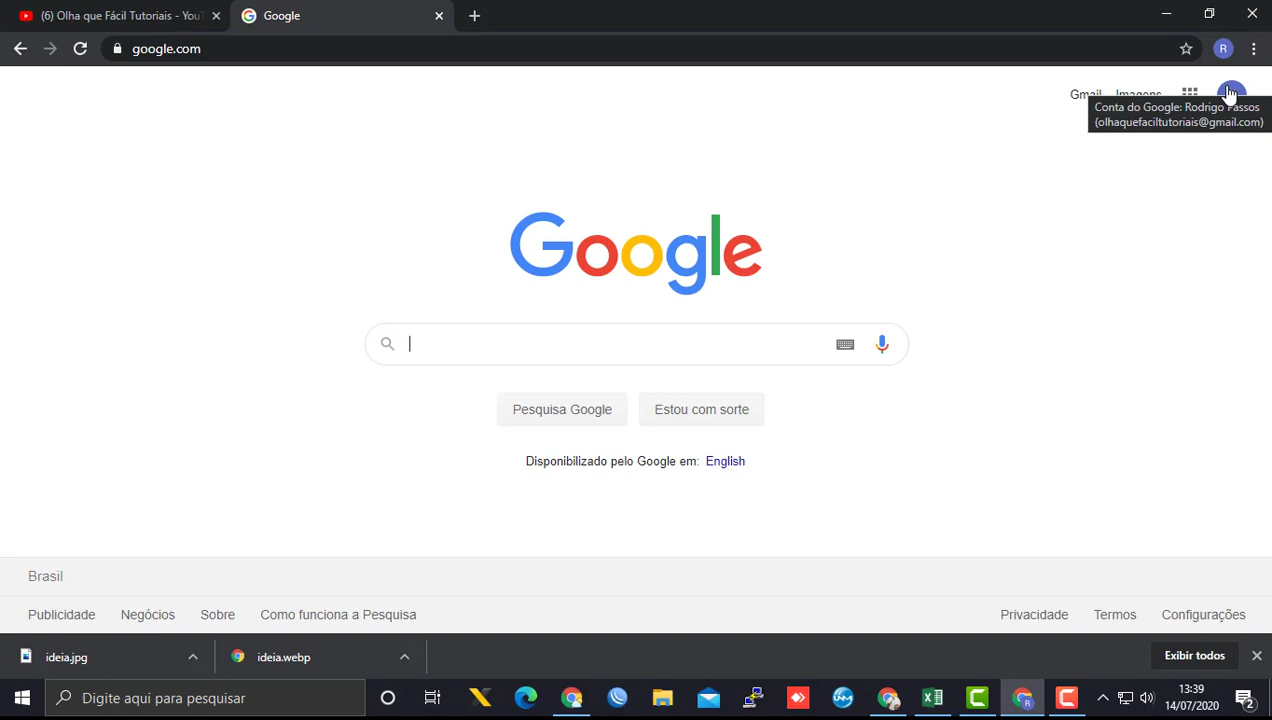 (6) Olha que Fácil Tutoriais - You
Google
google.com
R
Gmail Imagens
Conta do Google: Rodrigo Passos
(olhaquefaciltutoriais@gmail.com)
Google
Pesquisa Google
Estou com sorte
Disponibilizado pelo Google em: English
Brasil
Publicidade
Negócios
Sobre
Como funciona a Pesquisa
Privacidade
Termos
Configurações
ideia.jpg
ideia.webp
Exibir todos
Digite aqui para pesquisar
13:39
14/07/2020
2